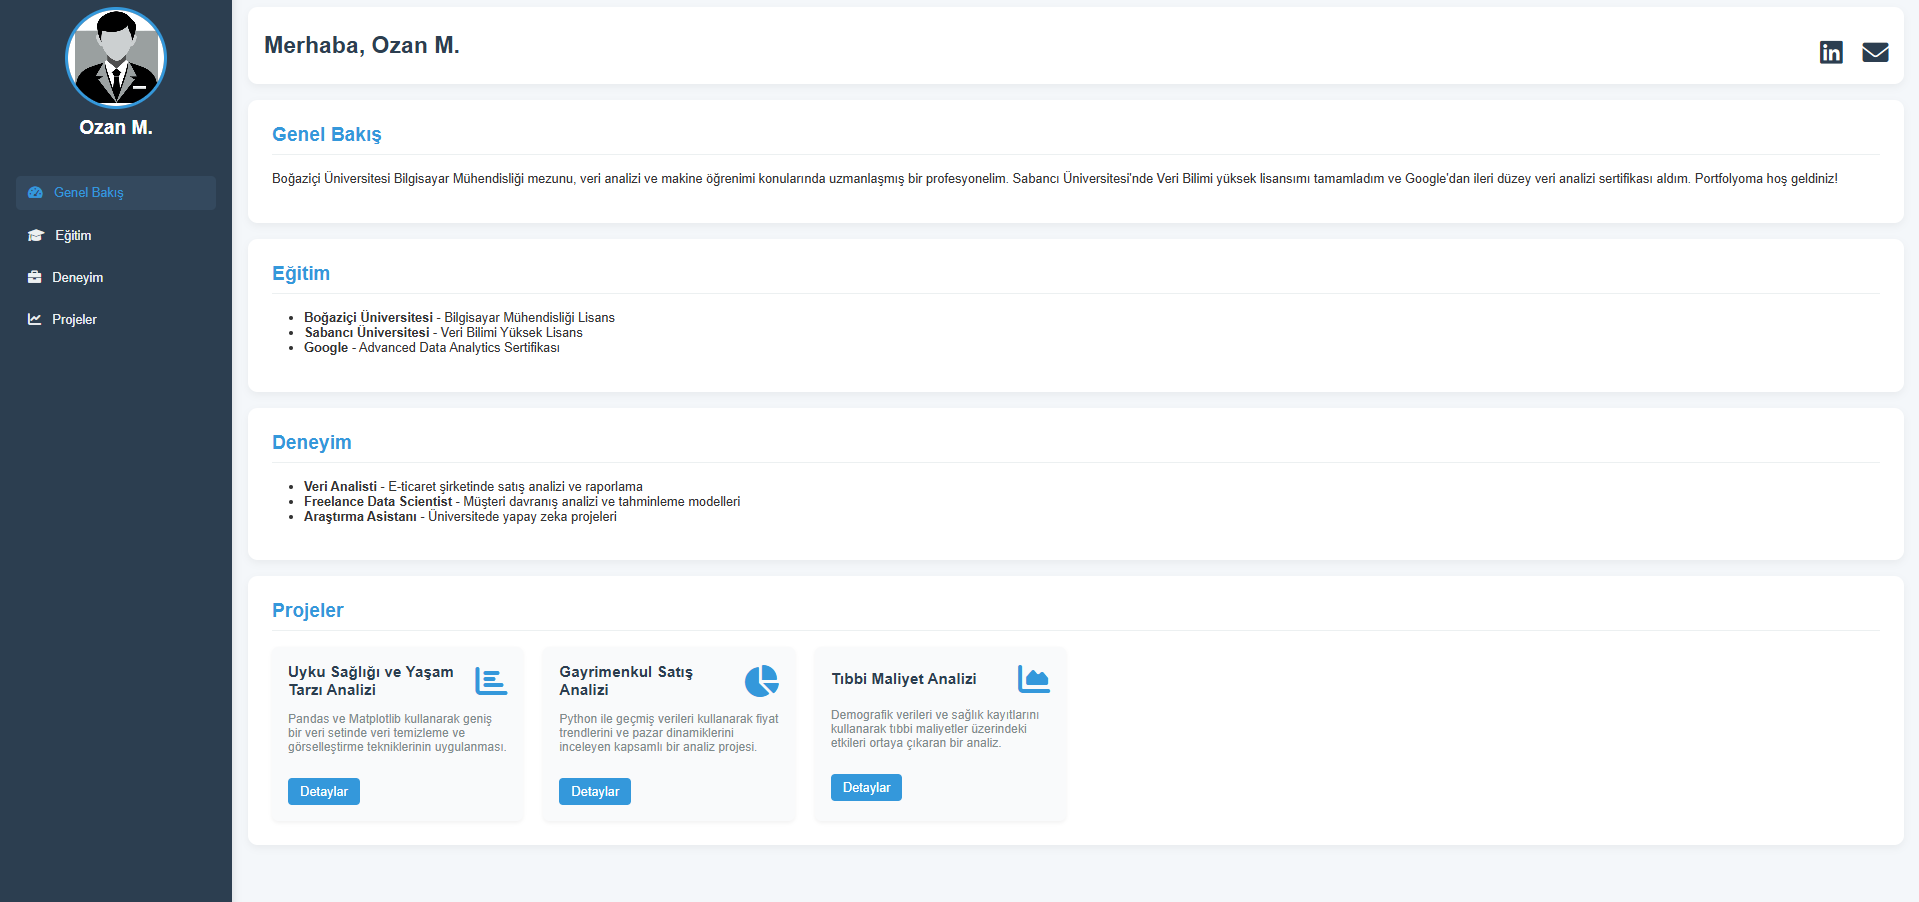 Ozan M.
Genel Bakış
Eğitim
Deneyim
Projeler
Merhaba, Ozan M.
Genel Bakış
Boğaziçi Üniversitesi Bilgisayar Mühendisliği mezunu, veri analizi ve makine öğrenimi konularında uzmanlaşmış bir profesyonelim. Sabancı Üniversitesi'nde Veri Bilimi yüksek lisansımı tamamladım ve Google'dan ileri düzey veri analizi sertifikası aldım. Portfolyoma hoş geldiniz!
Eğitim
Boğaziçi Üniversitesi - Bilgisayar Mühendisliği Lisans
Sabancı Üniversitesi - Veri Bilimi Yüksek Lisans
Google - Advanced Data Analytics Sertifikası
Deneyim
Veri Analisti - E-ticaret şirketinde satış analizi ve raporlama
Freelance Data Scientist - Müşteri davranış analizi ve tahminleme modelleri
Araştırma Asistanı - Üniversitede yapay zeka projeleri
Projeler
Uyku Sağlığı ve Yaşam
Tarzı Analizi
Pandas ve Matplotlib kullanarak geniş
bir veri setinde veri temizleme ve
görselleştirme tekniklerinin uygulanması.
Detaylar
Gayrimenkul Satış
Analizi
Python ile geçmiş verileri kullanarak fiyat
trendlerini ve pazar dinamiklerini
inceleyen kapsamlı bir analiz projesi.
Detaylar
Tıbbi Maliyet Analizi
Demografik verileri ve sağlık kayıtlarını
kullanarak tıbbi maliyetler üzerindeki
etkileri ortaya çıkaran bir analiz.
Detaylar